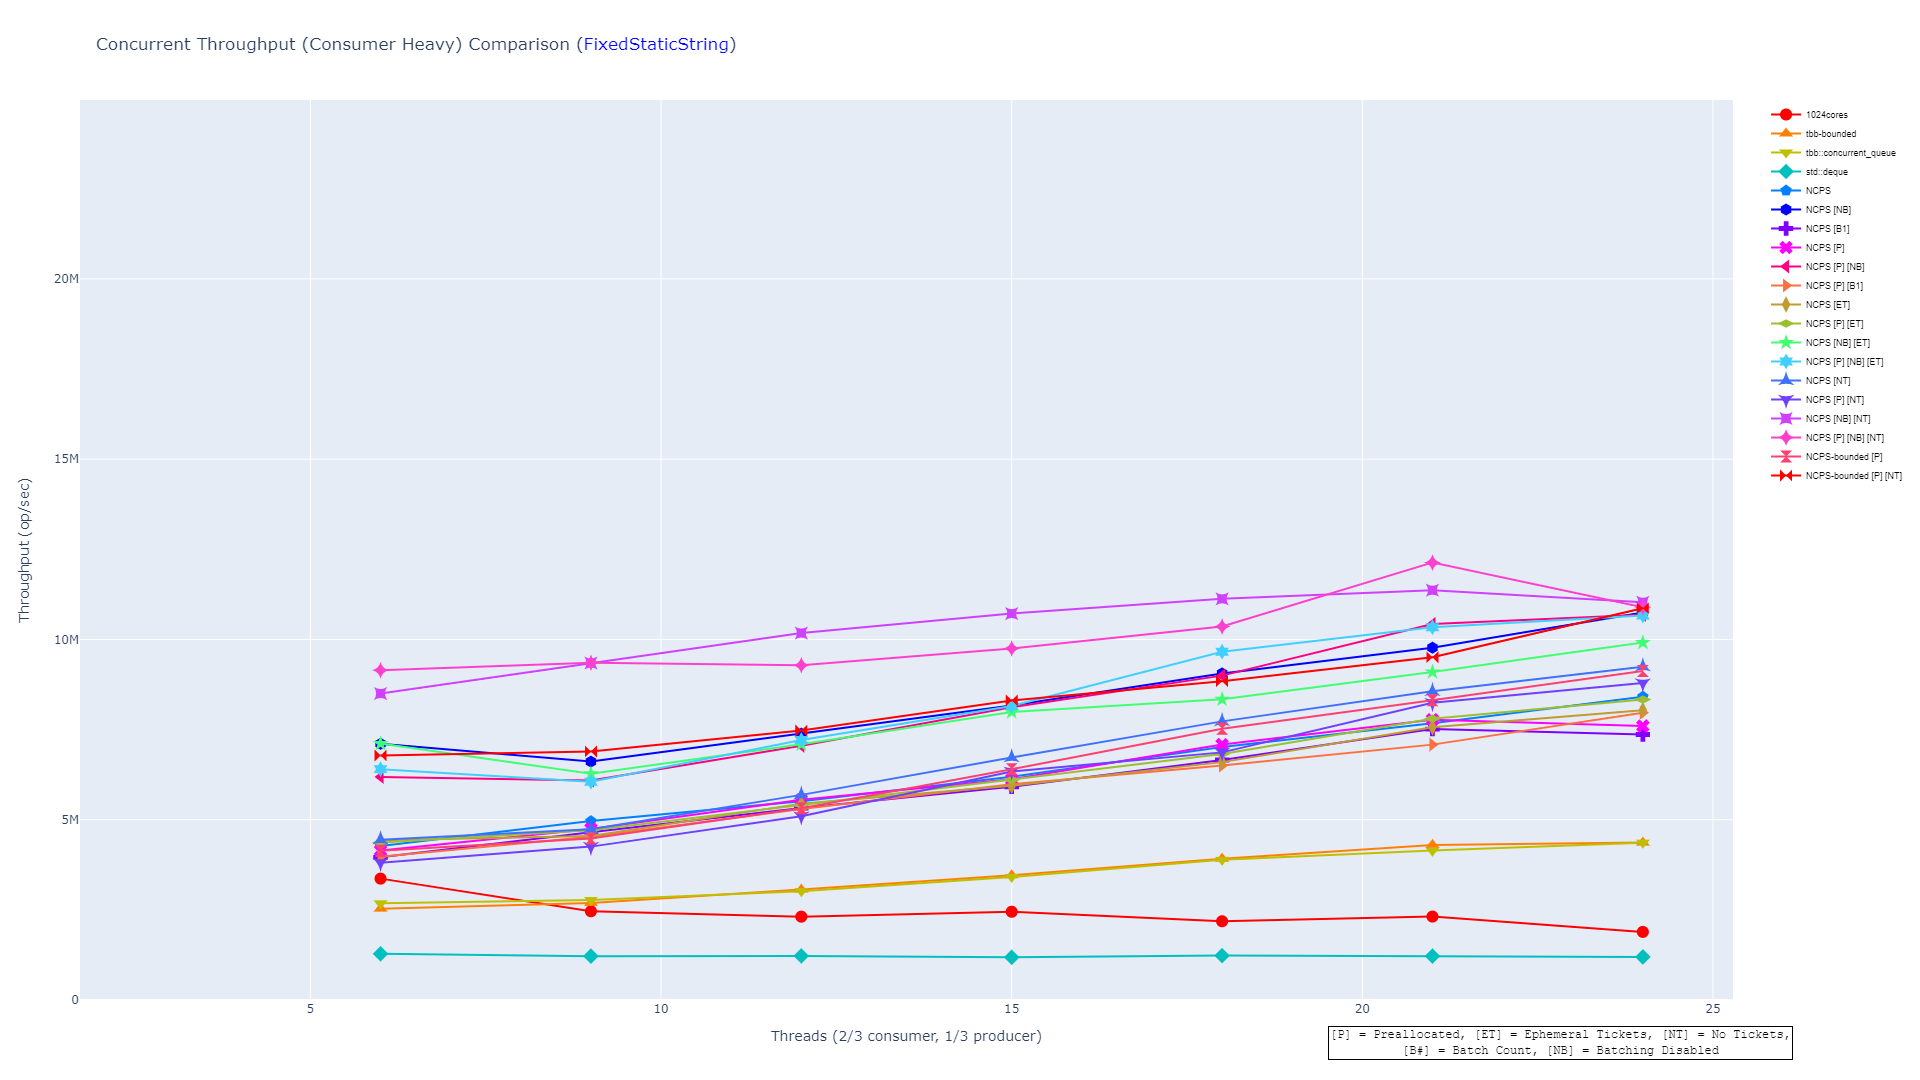 Concurrent Throughput (Consumer Heavy) Comparison (FixedStaticString)
Throughput (op/sec)
20M
15M
10M
5M
0
5
10
15
20
25
Threads (2/3 consumer, 1/3 producer)
1024cores
tbb-bounded
tbb::concurrent_queue
std::deque
NCPS
NCPS [NB]
NCPS [B1]
NCPS [P]
NCPS [P] [NB]
NCPS [P] [B1]
NCPS [ET]
NCPS [P] [ET]
NCPS [NB] [ET]
NCPS [P] [NB] [ET]
NCPS [NT]
NCPS [P] [NT]
NCPS [NB] [NT]
NCPS [P] [NB] [NT]
NCPS-bounded [P]
NCPS-bounded [P] [NT]
[P] = Preallocated, [ET] = Ephemeral Tickets, [NT] = No Tickets,
[B#] = Batch Count, [NB] = Batching Disabled